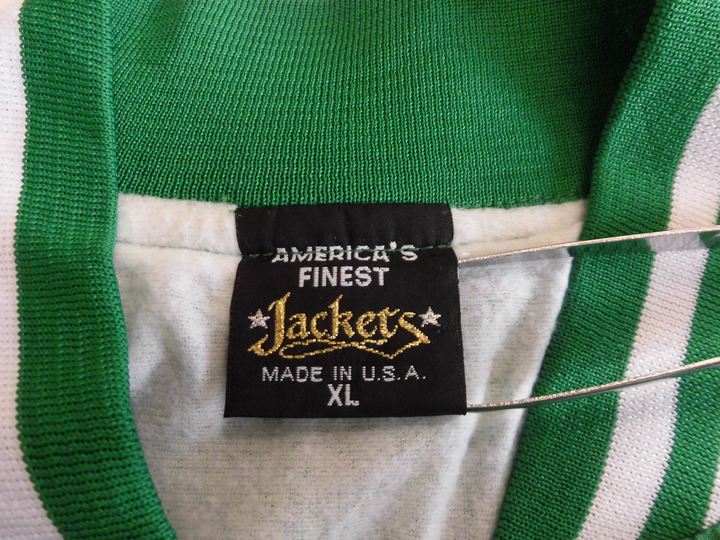 AMERICA'S
FINEST
Jackets
MADE IN U.S.A.
XL